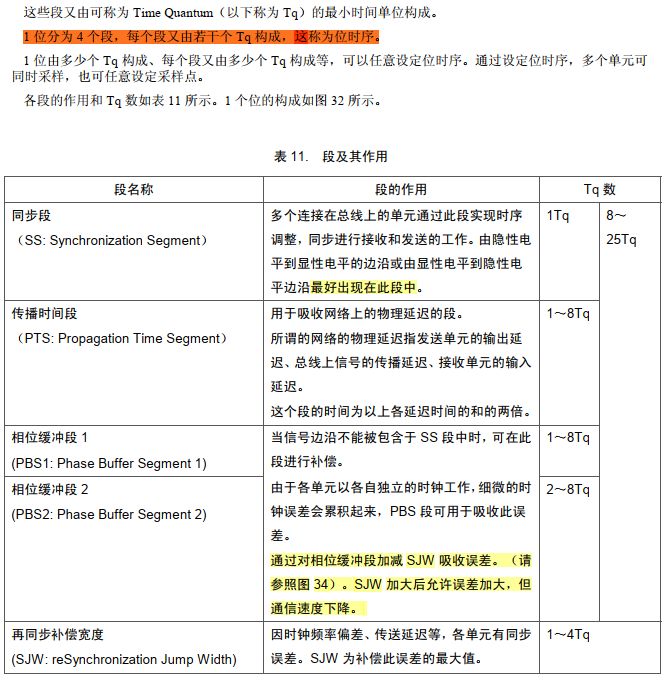 这些段又由可称为 Time Quantum（以下称为 Tq）的最小时间单位构成。
1 位分为 4 个段，每个段又由若干个 Tq 构成，这称为位时序。
1 位由多少个 Tq 构成、每个段又由多少个 Tq 构成等，可以任意设定位时序。通过设定位时序，多个单元可
同时采样，也可任意设定采样点。
各段的作用和 Tq 数如表 11 所示。1 个位的构成如图 32 所示。
表 11. 段及其作用
段名称 段的作用 Tq 数
同步段
（SS: Synchronization Segment）
多个连接在总线上的单元通过此段实现时序
调整，同步进行接收和发送的工作。由隐性电
平到显性电平的边沿或由显性电平到隐性电
平边沿最好出现在此段中。
1Tq
8～
25Tq
传播时间段
（PTS: Propagation Time Segment）
用于吸收网络上的物理延迟的段。
所谓的网络的物理延迟指发送单元的输出延
迟、总线上信号的传播延迟、接收单元的输入
延迟。
这个段的时间为以上各延迟时间的和的两倍。
1～8Tq
相位缓冲段 1
(PBS1: Phase Buffer Segment 1)
当信号边沿不能被包含于 SS 段中时，可在此
段进行补偿。
1～8Tq
相位缓冲段 2
(PBS2: Phase Buffer Segment 2)
由于各单元以各自独立的时钟工作，细微的时
钟误差会累积起来，PBS 段可用于吸收此误
差。
通过对相位缓冲段加减 SJW 吸收误差。（请
参照图 34）。SJW 加大后允许误差加大，但
通信速度下降。
2～8Tq
再同步补偿宽度
(SJW: reSynchronization Jump Width)
因时钟频率偏差、传送延迟等，各单元有同步
误差。SJW 为补偿此误差的最大值。
1～4Tq